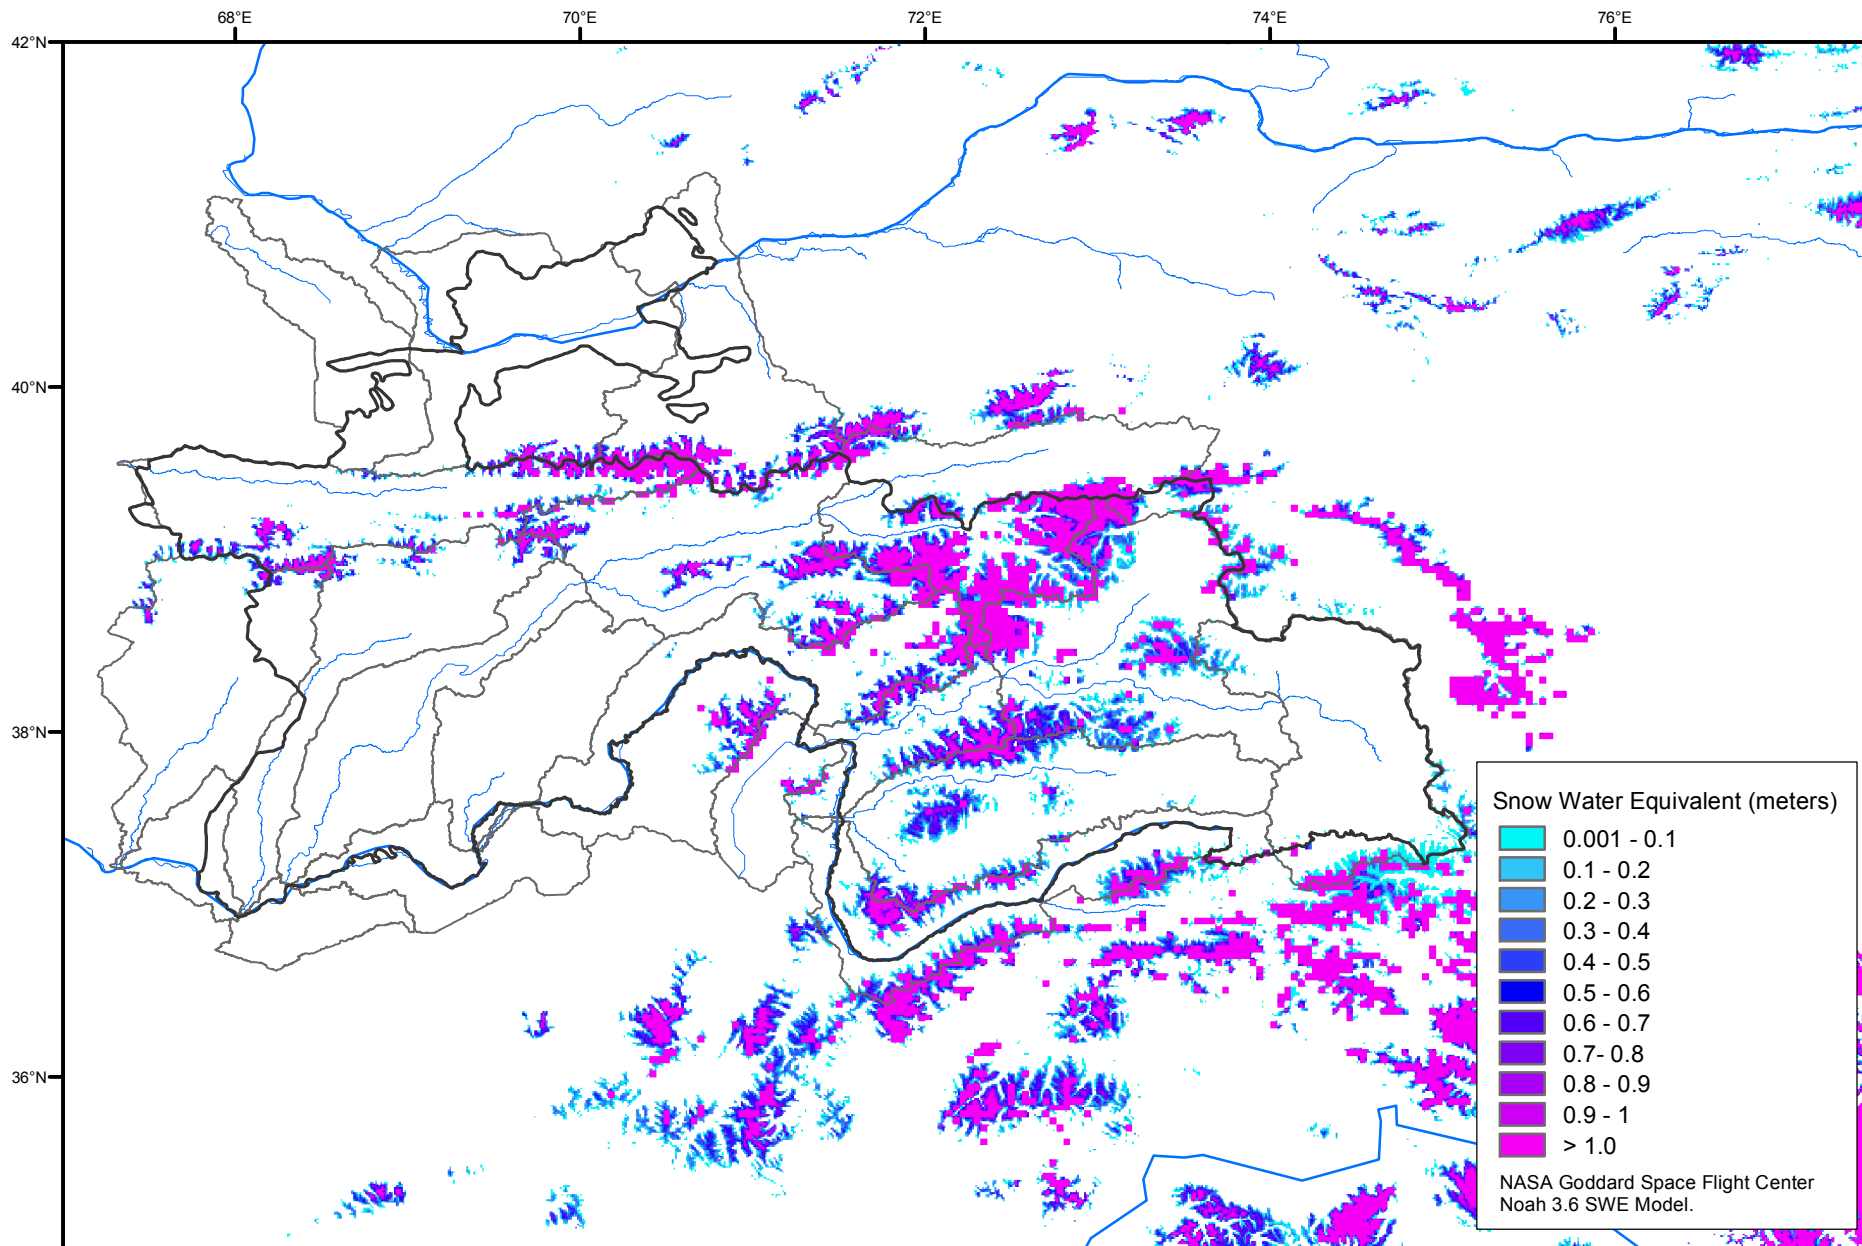 68°E
70°E
72°E
74°E
76°E
42°N
40°N
38°N
36°N
Snow Water Equivalent (meters)
0.001 - 0.1
0.1 - 0.2
0.2 - 0.3
0.3 - 0.4
0.4 - 0.5
0.5 - 0.6
0.6 - 0.7
0.7- 0.8
0.8 - 0.9
0.9 - 1
> 1.0
NASA Goddard Space Flight Center
Noah 3.6 SWE Model.